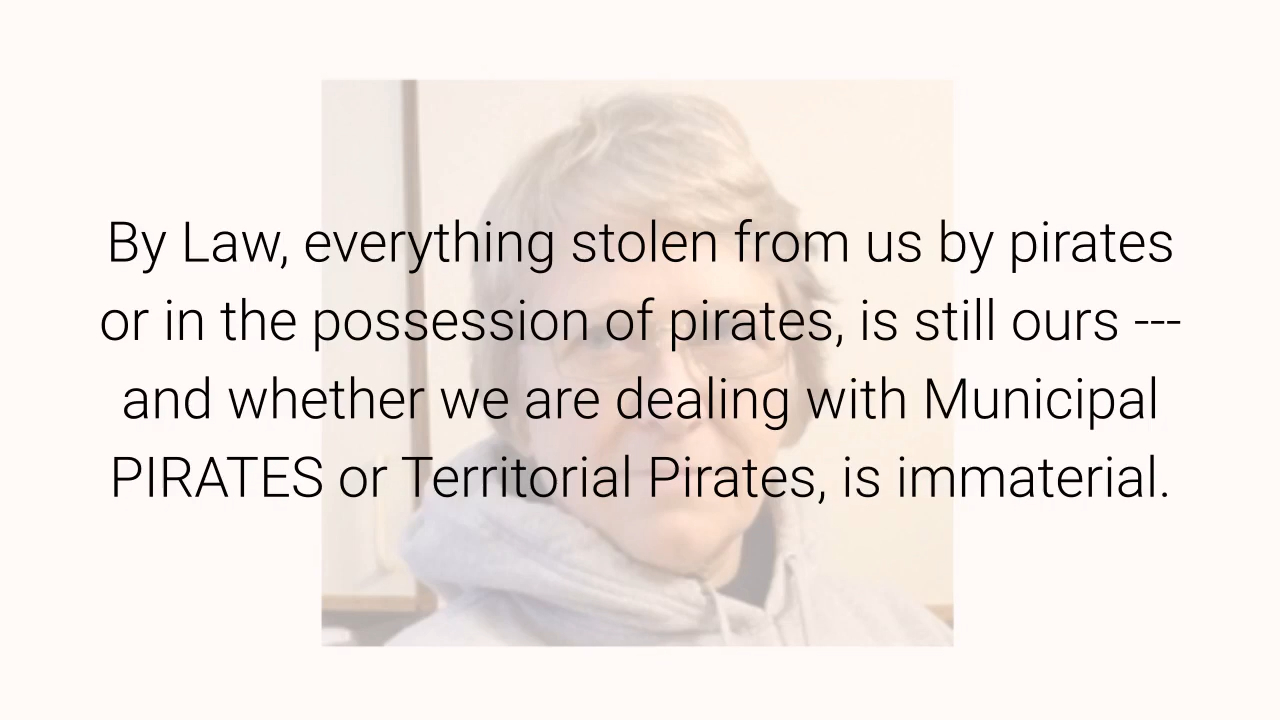 By Law, everything stolen from us by pirates
or in the possession of pirates, is still ours ---
and whether we are dealing with Municipal
PIRATES or Territorial Pirates, is immaterial.